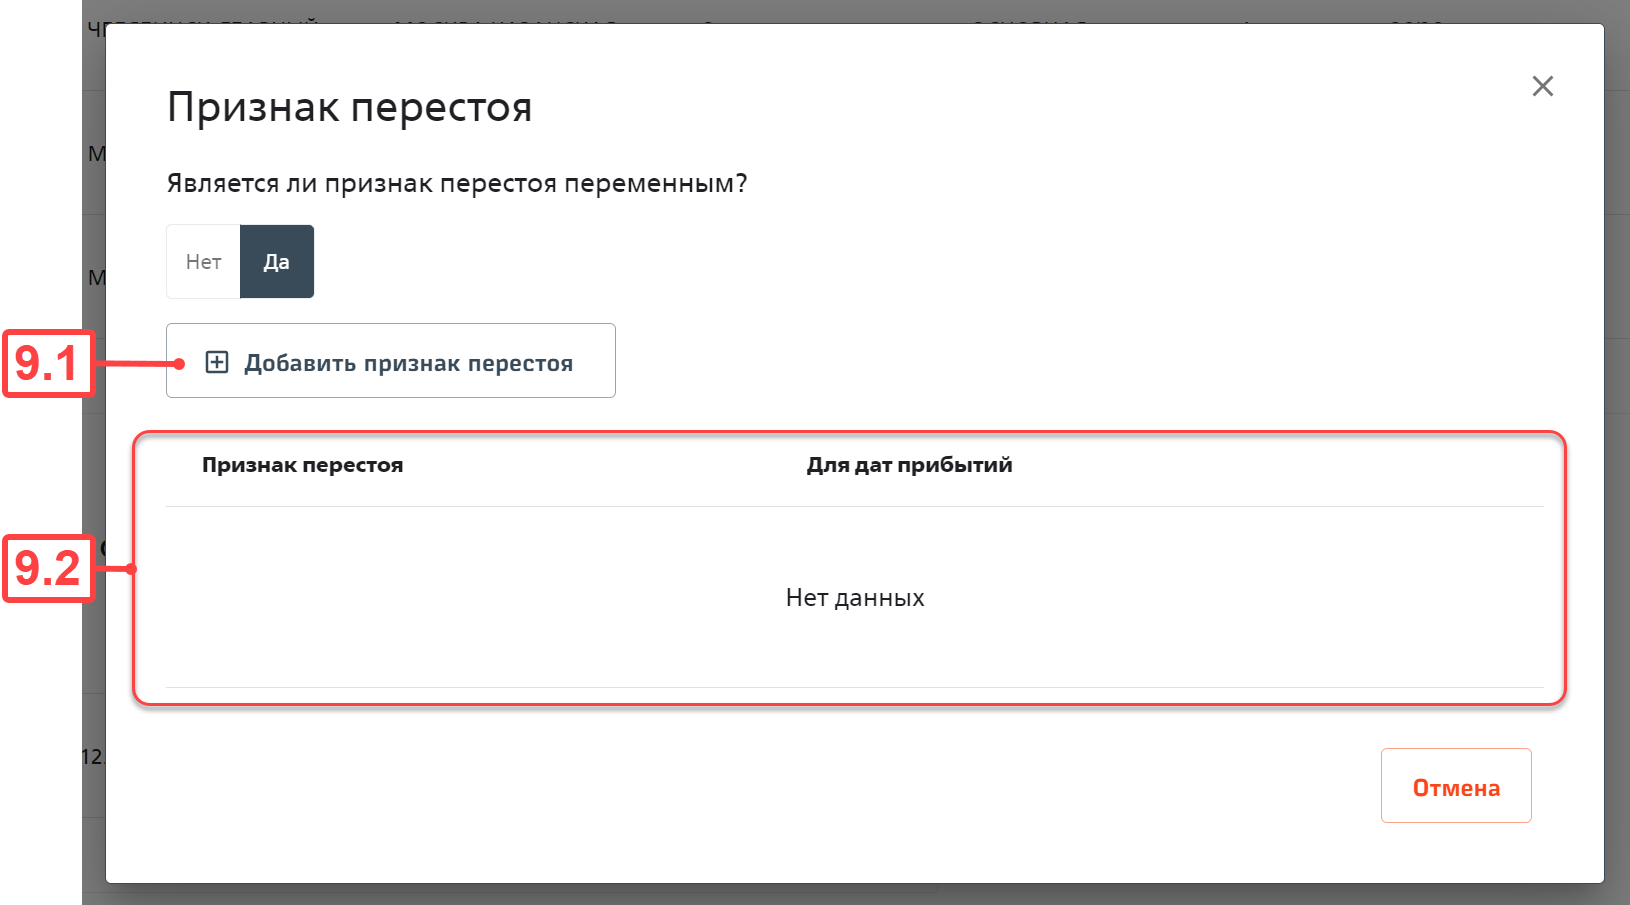 Признак перестоя
Является ли признак перестоя переменным?
Нет Да
9.1
Добавить признак перестоя
Признак перестоя Для дат прибытий
9.2
Нет данных
12.
Отмена